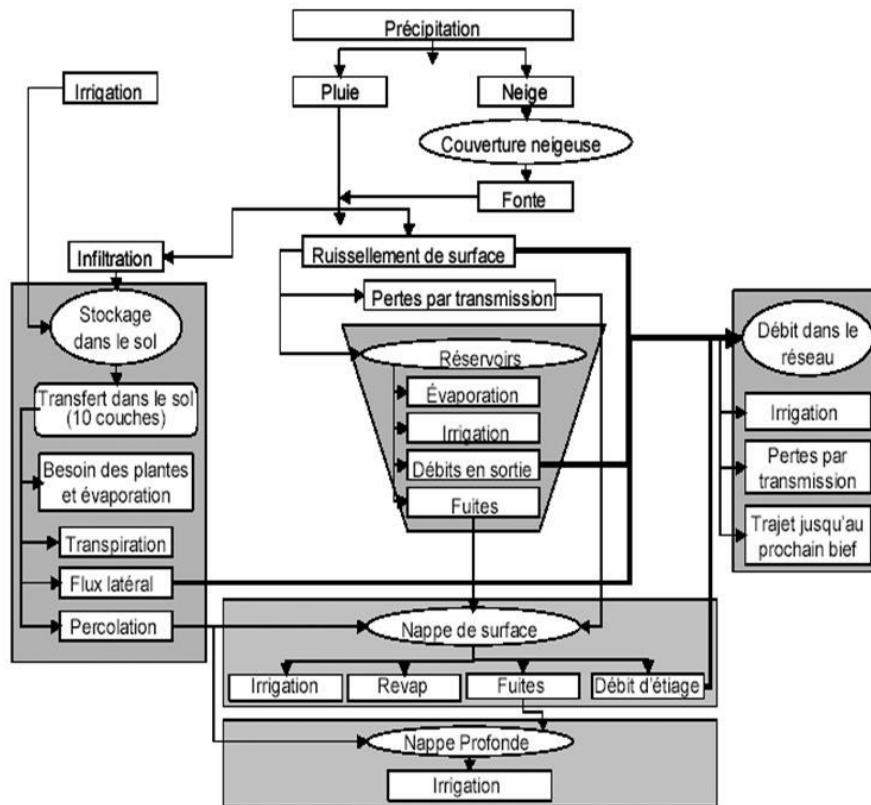 Précipitation
Irrigation
Pluie
Neige
Couverture neigeuse
Fonte
Infiltration
Ruissellement de surface
Pertes par transmission
Stockage
dans le sol
Transfert dans le sol
(10 couches)
Besoin des plantes
et évaporation
Transpiration
Flux latéral
Percolation
Réservoirs
Évaporation
Irrigation
Débits en sortie
Fuites
Débit dans le
réseau
Irrigation
Pertes par
transmission
Trajet jusqu'au
prochain bief
Nappe de surface
Irrigation
Revap
Fuites
Débit d'étiage
Nappe Profonde
Irrigation